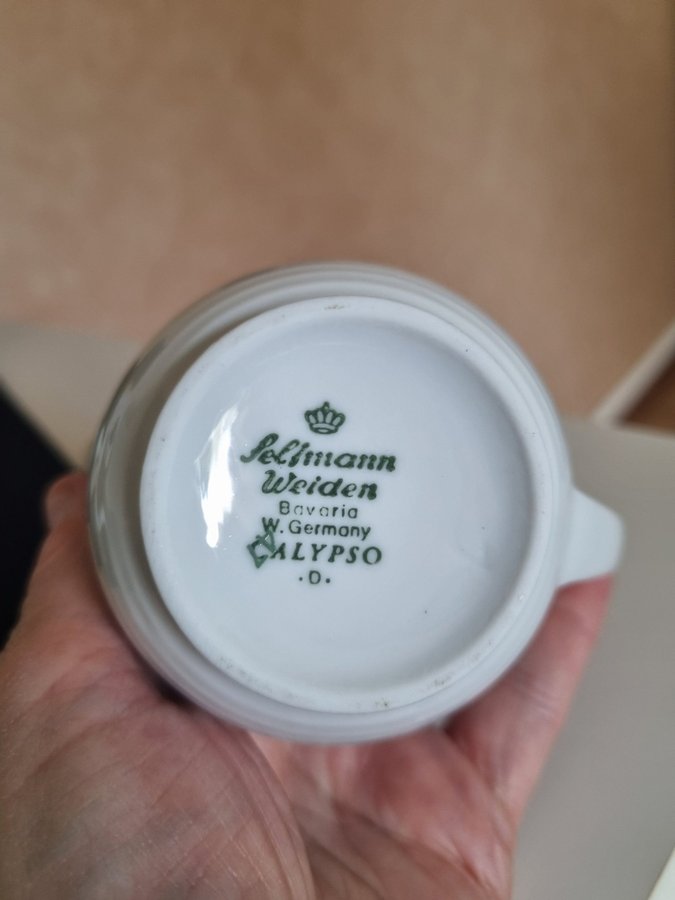 Seltmann
Weiden
Bavaria
W. Germany
CALYPSO
·D·